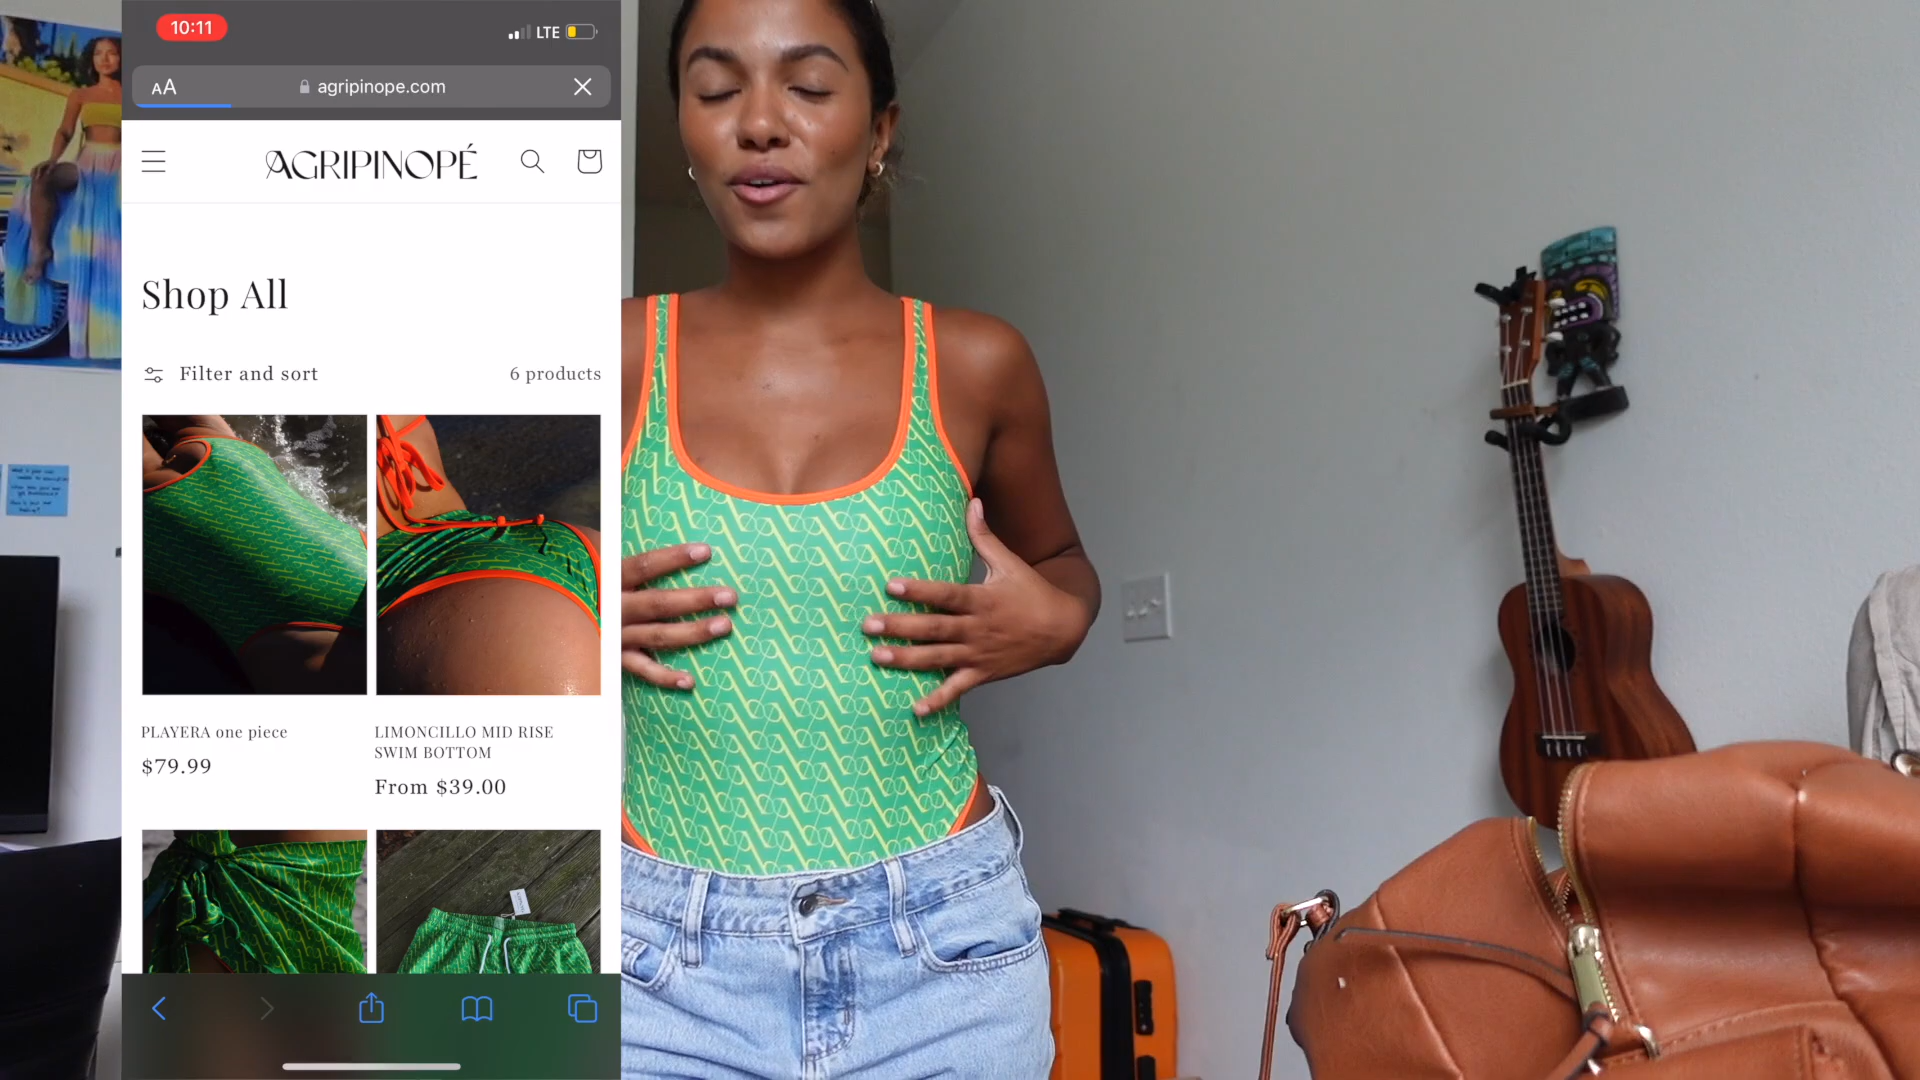 10:11
LTE
AA
agripinope.com
AGRIPINOPÉ
Shop All
Filter and sort
6 products
PLAYERA one piece
$79.99
LIMONCILLO MID RISE
SWIM BOTTOM
From $39.00